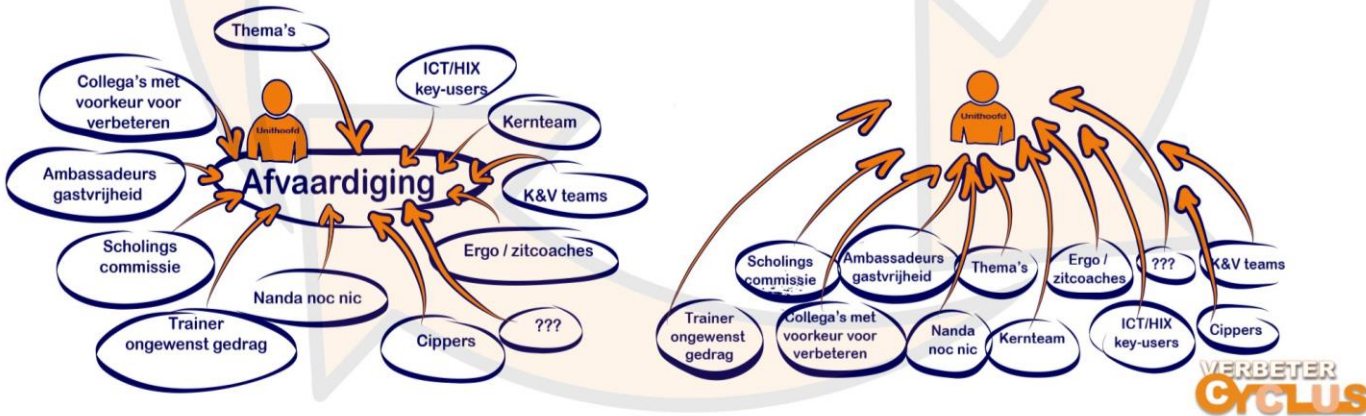 Thema's
ICT/HIX
key-users
Collega's met
voorkeur voor
verbeteren
Unithoofd
Kernteam
Afvaardiging
Ambassadeurs
gastvrijheid
K&V teams
Scholings
commissie
Ergo / zitcoaches
Nanda noc nic
Trainer
ongewenst gedrag
Cippers
???
Unithoofd
Scholings
commissie
Ambassadeurs
gastvrijheid
Thema's
Ergo /
zitcoaches
???
K&V teams
Trainer
ongewenst
gedrag
Collega's met
voorkeur voor
verbeteren
Nanda
noc nic
Kernteam
ICT/HIX
key-users
Cippers
VERBETER
CYCLUS